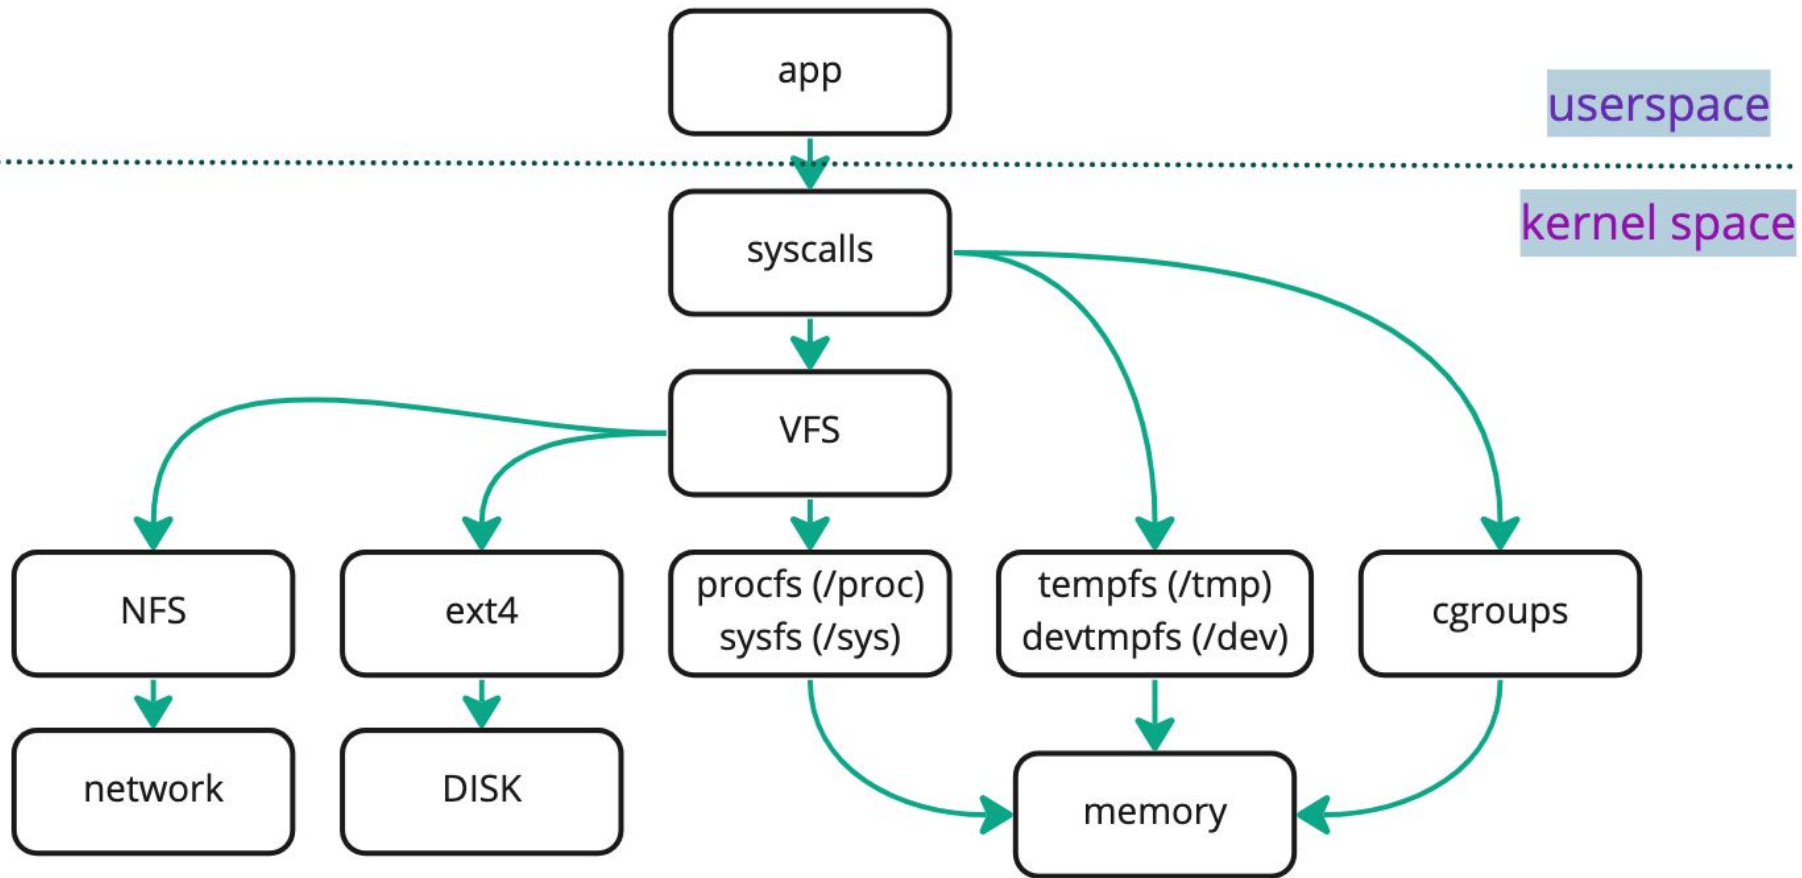 app
userspace
kernel space
syscalls
VFS
NFS
ext4
procfs (/proc)
sysfs (/sys)
tempfs (/tmp)
devtmpfs (/dev)
cgroups
network
DISK
memory